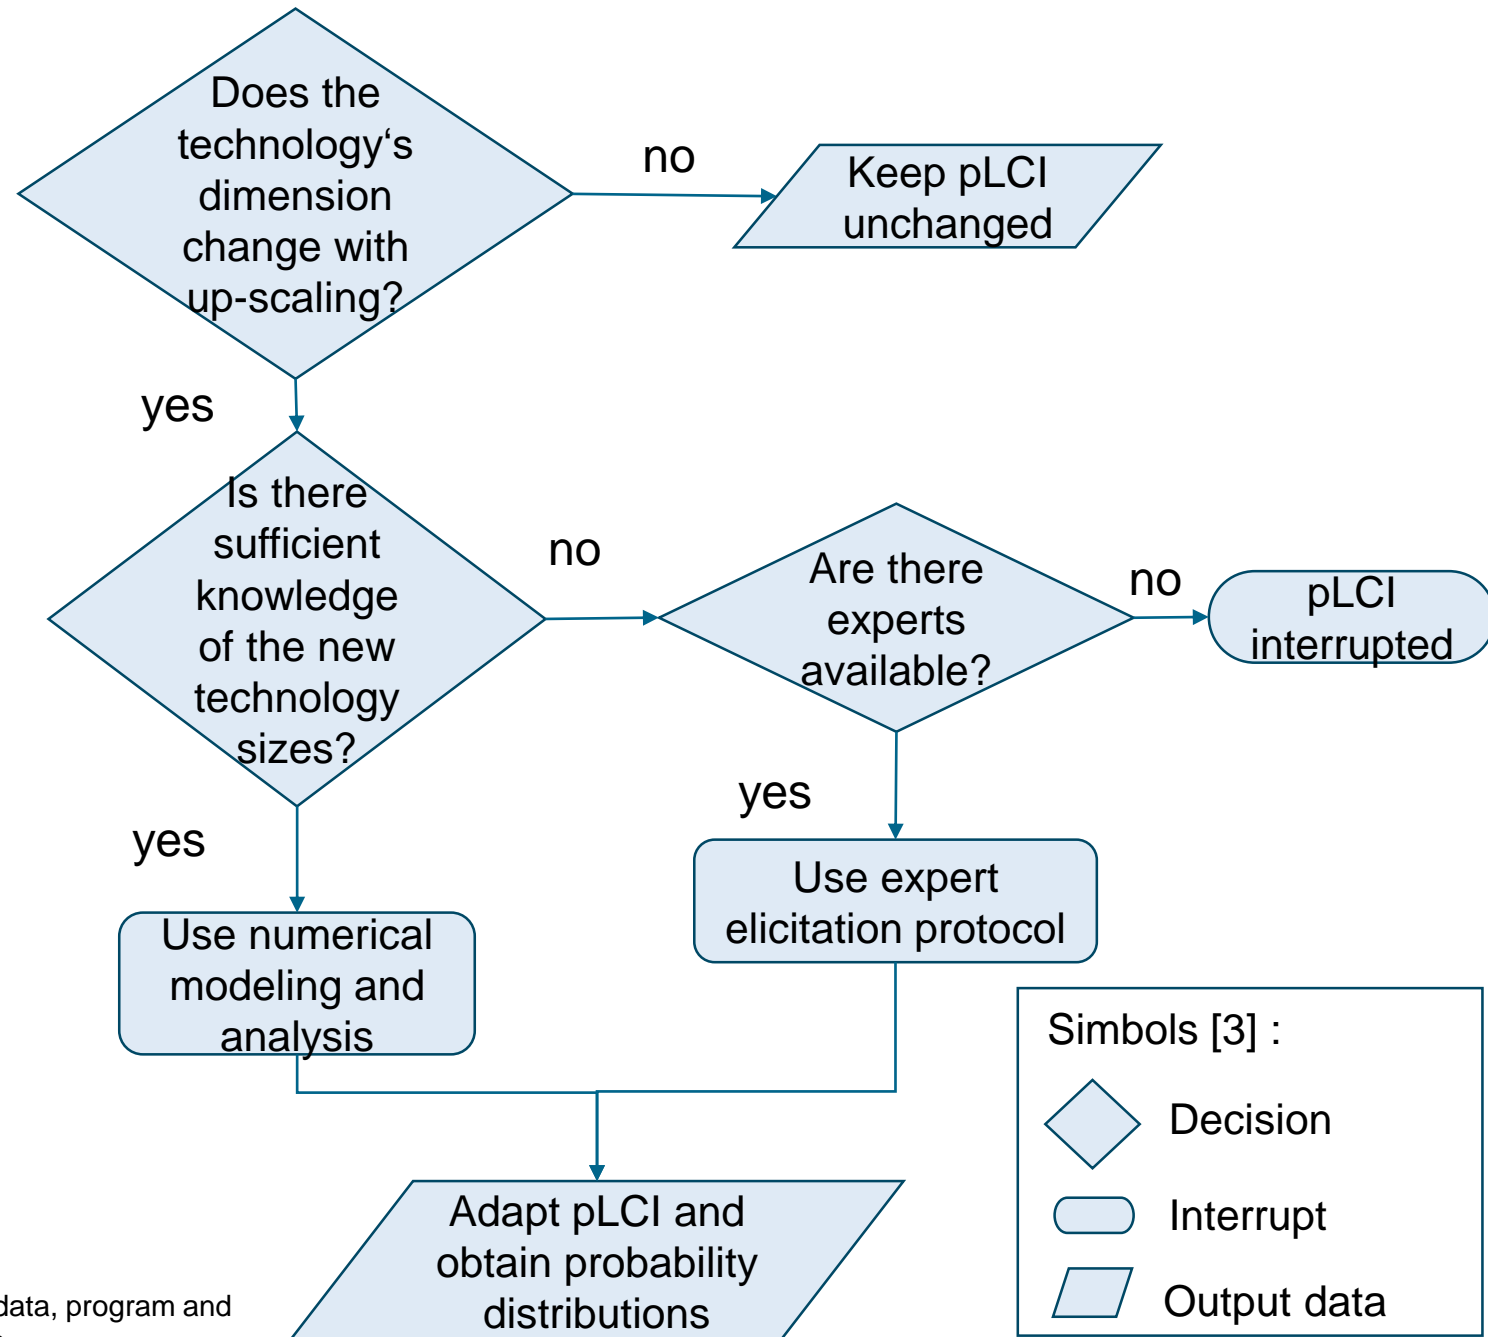 Does the
technology‘s
dimension
change with
up-scaling?
no
Keep pLCI
unchanged
yes
Is there
sufficient
knowledge
of the new
technology
sizes?
no
Are there
experts
available?
no
pLCI
interrupted
yes
Use numerical
modeling and
analysis
yes
Use expert
elicitation protocol
Adapt pLCI and
obtain probability
distributions
Simbols [3] :
Decision
Interrupt
Output data
data, program and